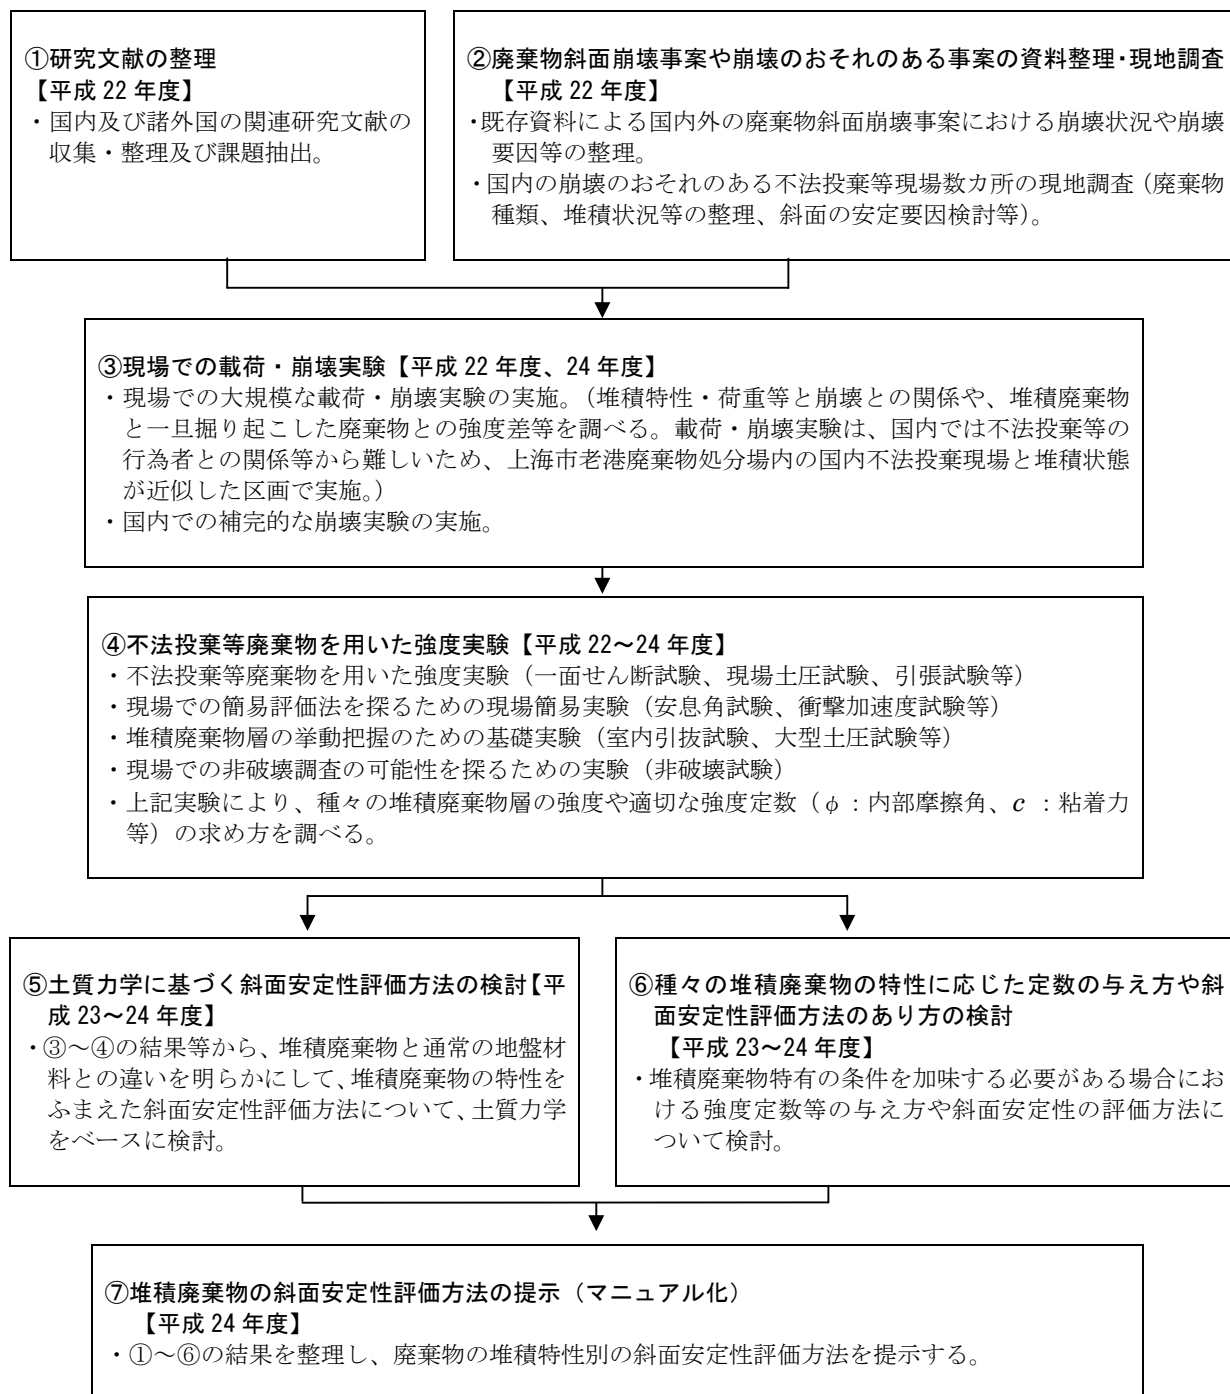 ①研究文献の整理
【平成 22 年度】
・国内及び諸外国の関連研究文献の
収集・整理及び課題抽出。
②廃棄物斜面崩壊事案や崩壊のおそれのある事案の資料整理・現地調査
【平成 22 年度】
・既存資料による国内外の廃棄物斜面崩壊事案における崩壊状況や崩壊
要因等の整理。
・国内の崩壊のおそれのある不法投棄等現場数カ所の現地調査（廃棄物
種類、堆積状況等の整理、斜面の安定要因検討等）。
③現場での載荷・崩壊実験【平成 22 年度、24 年度】
・現場での大規模な載荷・崩壊実験の実施。（堆積特性・荷重等と崩壊との関係や、堆積廃棄物
と一旦掘り起こした廃棄物との強度差等を調べる。載荷・崩壊実験は、国内では不法投棄等の
行為者との関係等から難しいため、上海市老港廃棄物処分場内の国内不法投棄現場と堆積状態
が近似した区画で実施。）
・国内での補完的な崩壊実験の実施。
④不法投棄等廃棄物を用いた強度実験【平成 22～24 年度】
・不法投棄等廃棄物を用いた強度実験（一面せん断試験、現場土圧試験、引張試験等）
・現場での簡易評価法を探るための現場簡易実験（安息角試験、衝撃加速度試験等）
・堆積廃棄物層の挙動把握のための基礎実験（室内引抜試験、大型土圧試験等）
・現場での非破壊調査の可能性を探るための実験（非破壊試験）
・上記実験により、種々の堆積廃棄物層の強度や適切な強度定数（φ：内部摩擦角、c ：粘着力
等）の求め方を調べる。
⑤土質力学に基づく斜面安定性評価方法の検討【平
成 23～24 年度】
・③～④の結果等から、堆積廃棄物と通常の地盤材
料との違いを明らかにして、堆積廃棄物の特性を
ふまえた斜面安定性評価方法について、土質力学
をベースに検討。
⑥種々の堆積廃棄物の特性に応じた定数の与え方や斜
面安定性評価方法のあり方の検討
【平成 23～24 年度】
・堆積廃棄物特有の条件を加味する必要がある場合にお
ける強度定数等の与え方や斜面安定性の評価方法に
ついて検討。
⑦堆積廃棄物の斜面安定性評価方法の提示（マニュアル化）
【平成 24 年度】
・①～⑥の結果を整理し、廃棄物の堆積特性別の斜面安定性評価方法を提示する。